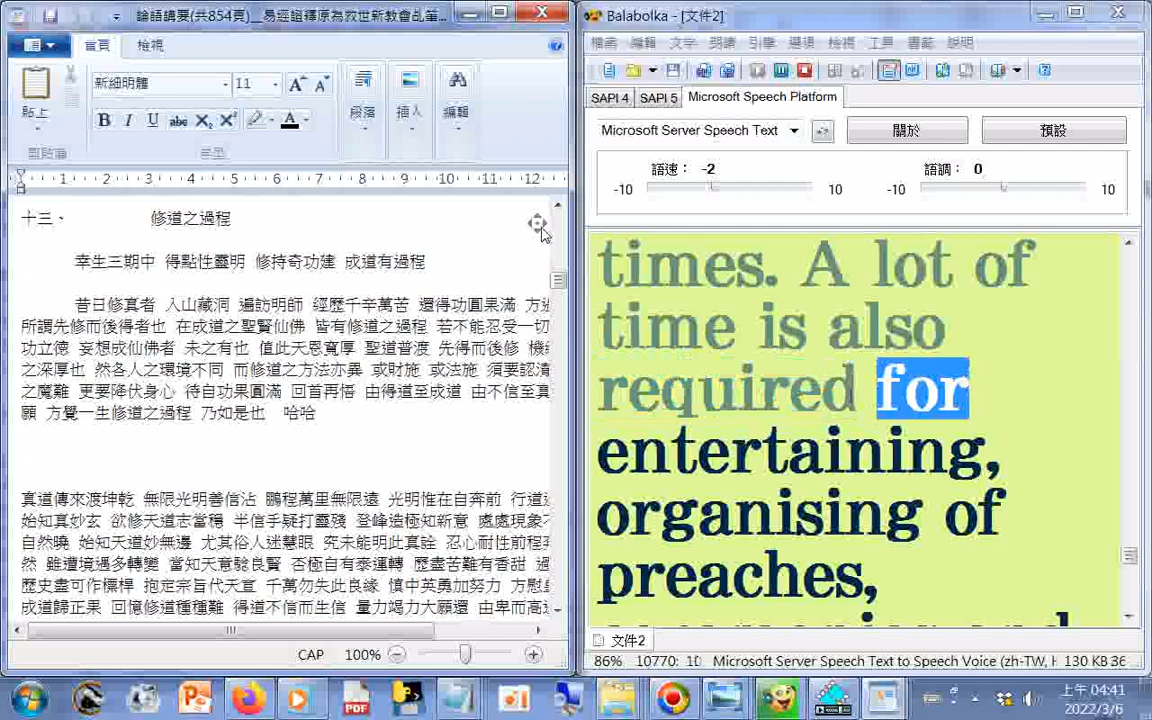 論語講要(共854頁)__易經證釋原為救世新教會乩筆...
首頁
檢視
新細明體
11
貼上
剪貼簿
字型
段落
插入
編輯
1 2 3 4 5 6 7 8 9 10 11 12
十三、 修道之過程
幸生三期中 得點性靈明 修持奇功建 成道有過程
昔日修真者 入山藏洞 遍訪明師 經歷千辛萬苦 還得功圓果滿 方
所謂先修而後得者也 在成道之聖賢仙佛 皆有修道之過程 若不能忍受一切
功立德 妄想成仙佛者 未之有也 值此天恩寬厚 聖道普渡 先得而後修 機
之深厚也 然各人之環境不同 而修道之方法亦異 或財施 或法施 須要認清
之魔難 更要降伏身心 待自功果圓滿 回首再悟 由得道至成道 由不信至真
願 方覺一生修道之過程 乃如是也 哈哈
真道傳來渡坤乾 無限光明善信沾 鵬程萬里無限遠 光明惟在自奔前 行道
始知真妙玄 欲修天道志當穩 半信半疑打靈殘 登峰造極知新意 處處現象
自然曉 始知天道妙無邊 尤其俗人迷慧眼 究未能明此真詮 忍心耐性前程
然 雖遭境遇多轉變 當知天意驗良賢 否極自有泰運轉 歷盡苦難有香甜
歷史盡可作標桿 抱定宗旨代天宣 千萬勿失此良緣 慎中英勇加努力 方慰
成道歸正果 回憶修道種種難 得道不信而生信 量力竭力大願還 由卑而高
CAP 100%
Balabolka - [文件2]
檔案 編輯 文字 朗讀 引擎 選項 檢視 工具 書籤 說明
SAPI 4 SAPI 5 Microsoft Speech Platform
Microsoft Server Speech Text
關於
預設
語速： -2
語調： 0
-10 10 -10 10
times. A lot of
time is also
required for
entertaining,
organising of
preaches,
文件2
86% 10770: 10 Microsoft Server Speech Text to Speech Voice (zh-TW, H 130 KB 36
PDF
上午 04:41
2022/3/6